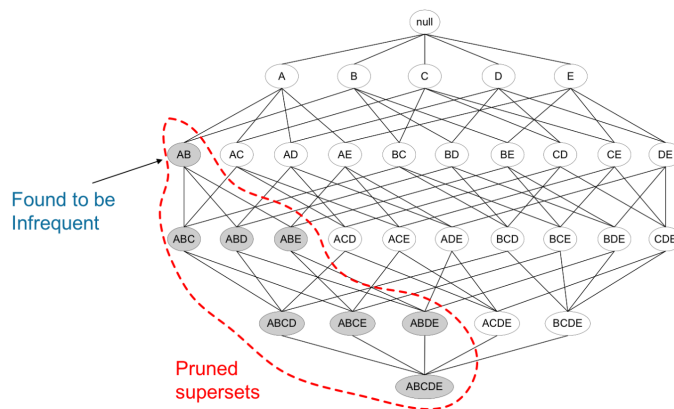 null
A B C D E
AB AC AD AE BC BD BE CD CE DE
Found to be
Infrequent
ABC ABD ABE ACD ACE ADE BCD BCE BDE CDE
ABCD ABCE ABDE ACDE BCDE
Pruned
supersets
ABCDE